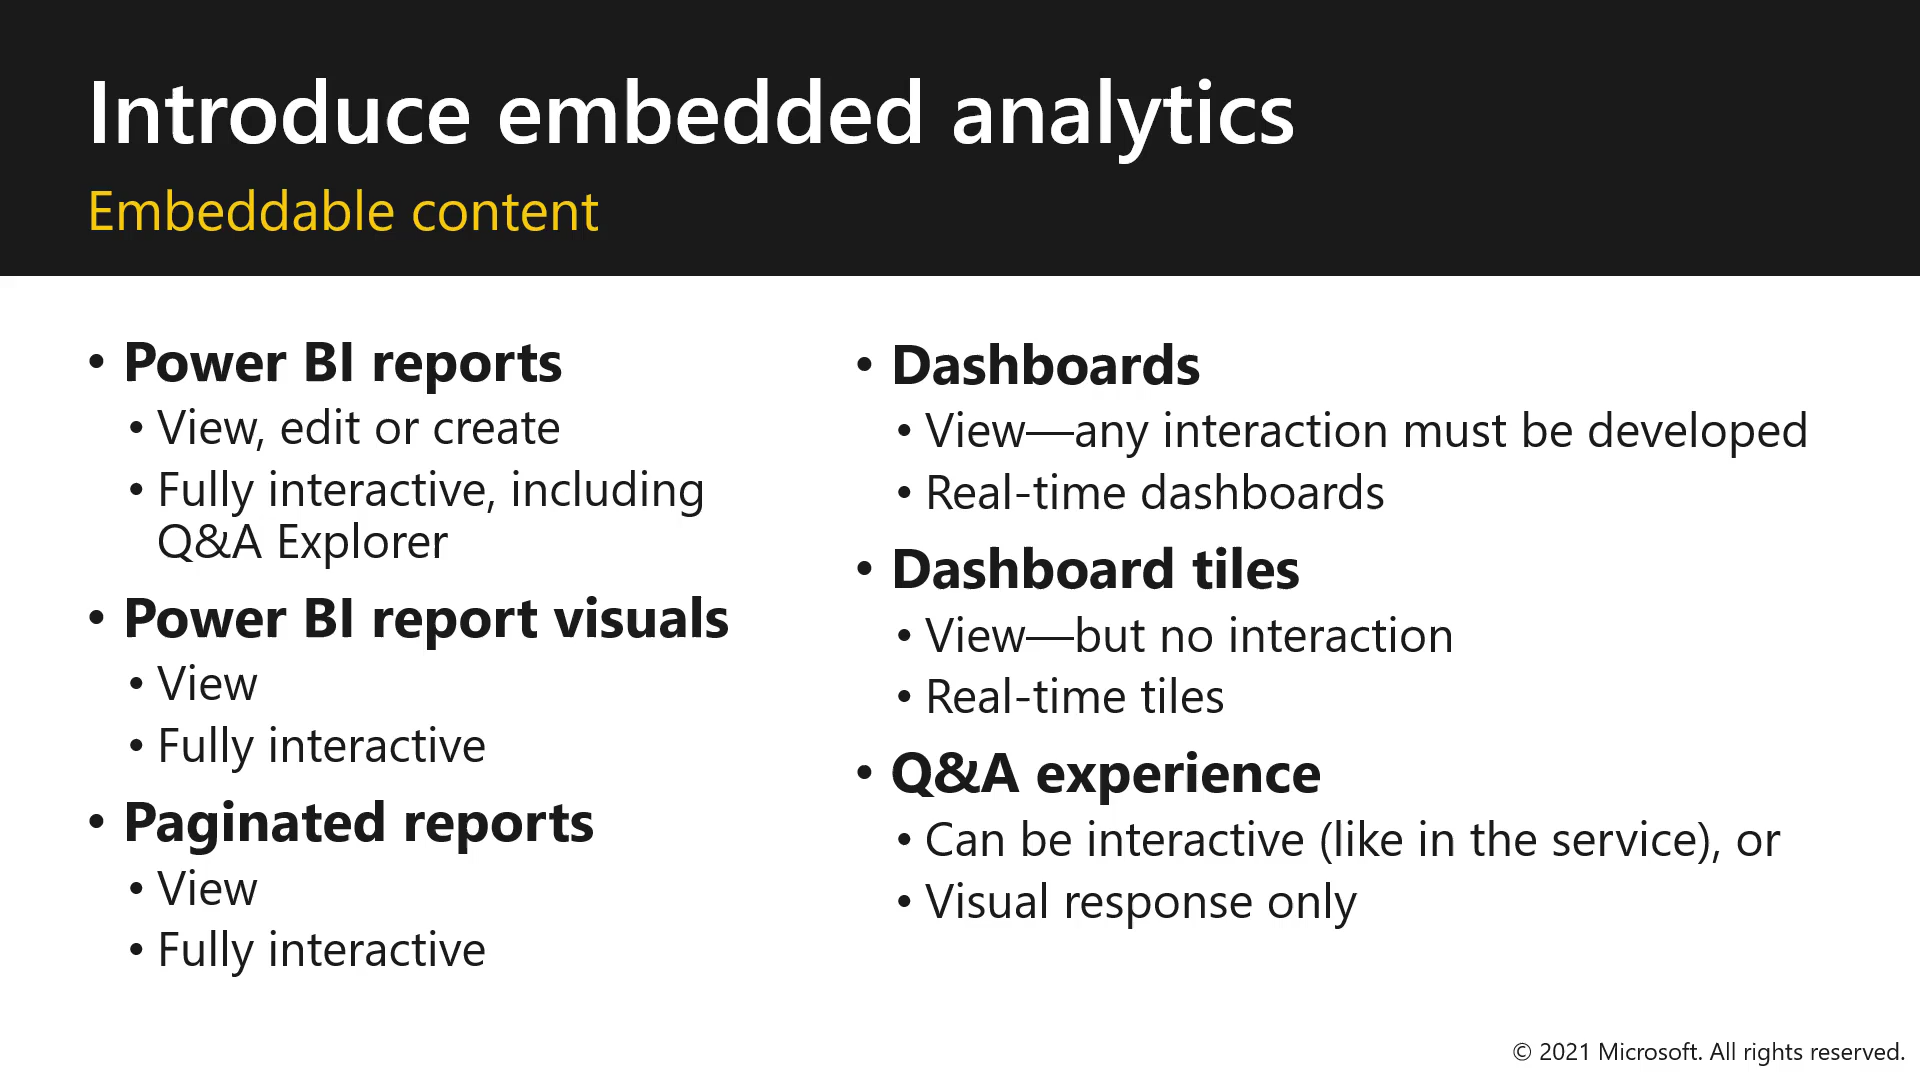 Introduce embedded analytics
Embeddable content
• Power BI reports
• View, edit or create
• Fully interactive, including
Q&A Explorer
• Power BI report visuals
• View
• Fully interactive
• Paginated reports
• View
• Fully interactive
• Dashboards
• View—any interaction must be developed
• Real-time dashboards
• Dashboard tiles
• View—but no interaction
• Real-time tiles
• Q&A experience
• Can be interactive (like in the service), or
• Visual response only
© 2021 Microsoft. All rights reserved.